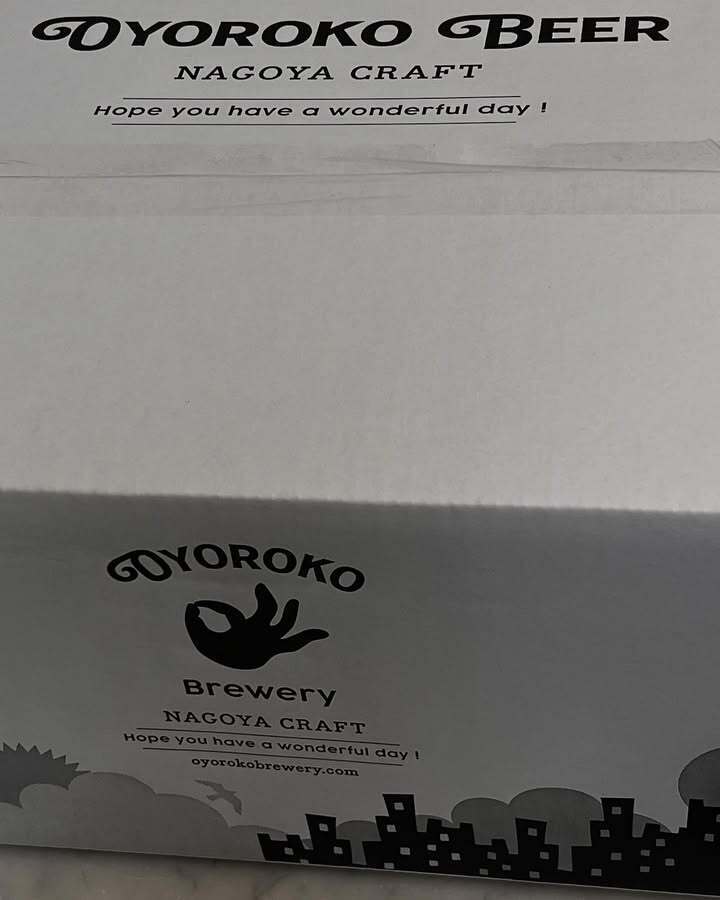 OYOROKO BEER
NAGOYA CRAFT
Hope you have a wonderful day !
OYOROKO
Brewery
NAGOYA CRAFT
Hope you have a wonderful day !
oyorokobrewery.com